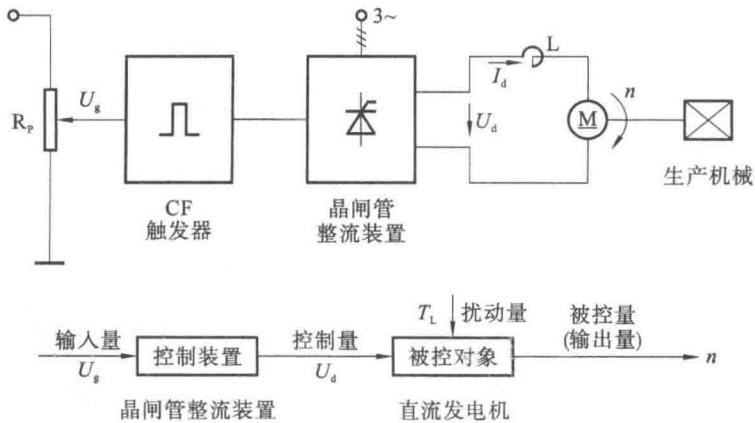 3~
R_P
U_g
I_d
L
U_d
M
n
CF
触发器
晶闸管
整流装置
生产机械
输入量
U_g
控制装置
晶闸管整流装置
控制量
U_d
T_L
扰动量
被控对象
直流发电机
被控量
(输出量)
n